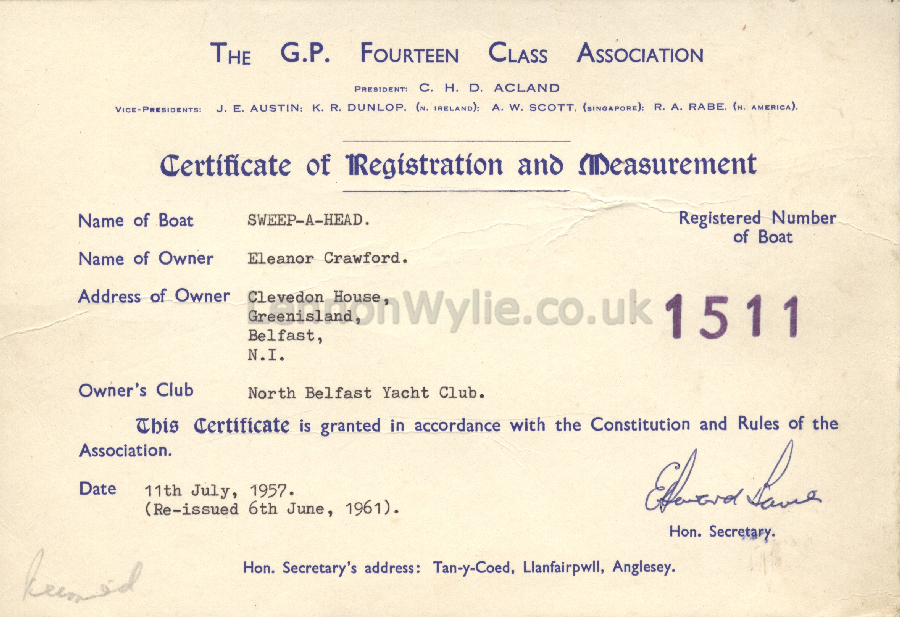 THE G.P. FOURTEEN CLASS ASSOCIATION
PRESIDENT: C. H. D. ACLAND
VICE-PRESIDENTS: J. E. AUSTIN; K. R. DUNLOP, (N. IRELAND); A. W. SCOTT, (SINGAPORE); R. A. RABE, (N. AMERICA).
Certificate of Registration and Measurement
Name of Boat SWEEP-A-HEAD.
Registered Number
of Boat
Name of Owner Eleanor Crawford.
Address of Owner Clevedon House,
Greenisland,
Belfast,
N.I.
LennonWylie.co.uk
1511
Owner's Club North Belfast Yacht Club.
This Certificate is granted in accordance with the Constitution and Rules of the
Association.
Date 11th July, 1957.
(Re-issued 6th June, 1961).
Edward
Hon. Secretary.
Hon. Secretary's address: Tan-y-Coed, Llanfairpwll, Anglesey.